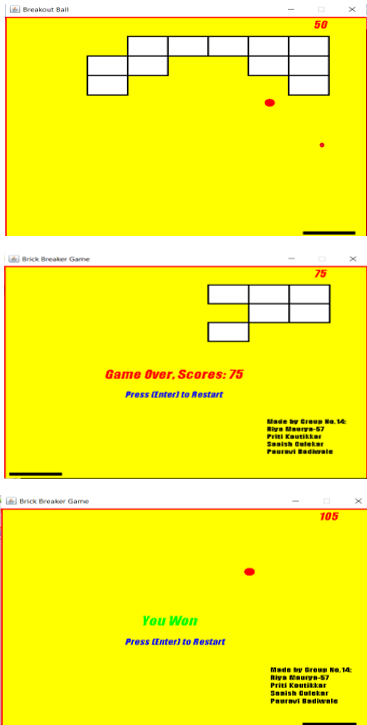 Breakout Ball
50
Brick Breaker Game
75
Game Over, Scores: 75
Press (Enter) to Restart
Made by Group No.14:
Riya Maurya-57
Priti Koutikkar
Sanish Gulekar
Pauravi Badiwale
Brick Breaker Game
105
You Won
Press (Enter) to Restart
Made by Group No.14:
Riya Maurya-57
Priti Koutikkar
Sanish Gulekar
Pauravi Badiwale